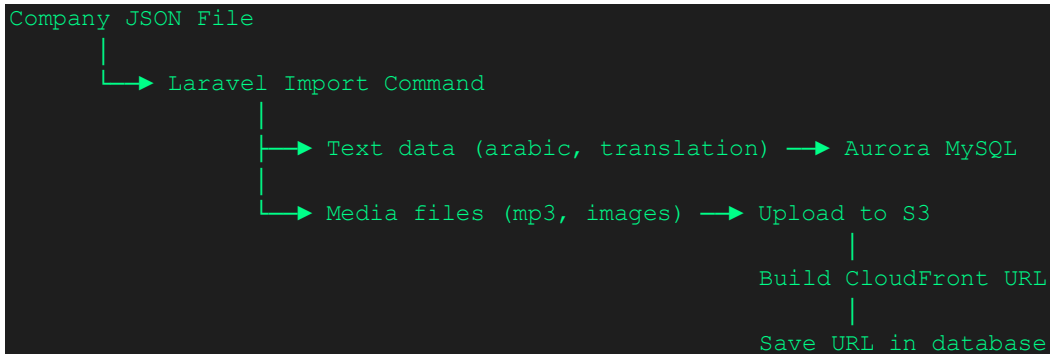 Company JSON File
Laravel Import Command
Text data (arabic, translation) ──► Aurora MySQL
Media files (mp3, images) ──► Upload to S3
Build CloudFront URL
Save URL in database